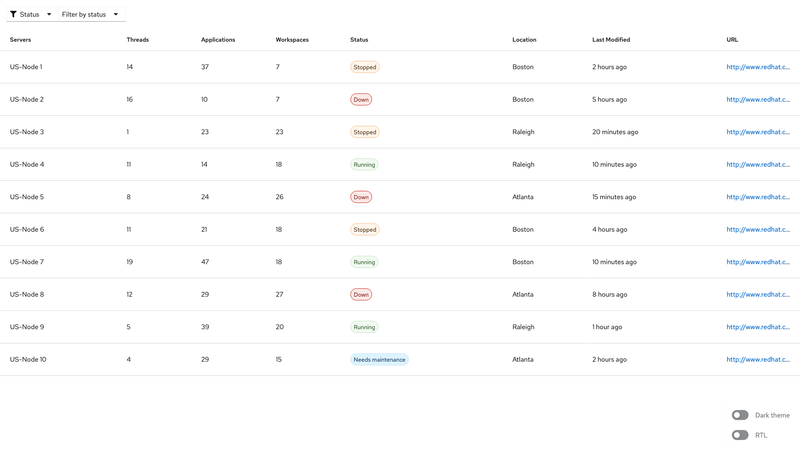 Status Filter by status
Servers Threads Applications Workspaces Status Location Last Modified URL
US-Node 1 14 37 7 Stopped Boston 2 hours ago http://www.redhat.c...
US-Node 2 16 10 7 Down Boston 5 hours ago http://www.redhat.c...
US-Node 3 1 23 23 Stopped Raleigh 20 minutes ago http://www.redhat.c...
US-Node 4 11 14 18 Running Raleigh 10 minutes ago http://www.redhat.c...
US-Node 5 8 24 26 Down Atlanta 15 minutes ago http://www.redhat.c...
US-Node 6 11 21 18 Stopped Boston 4 hours ago http://www.redhat.c...
US-Node 7 19 47 18 Running Boston 10 minutes ago http://www.redhat.c...
US-Node 8 12 29 27 Down Atlanta 8 hours ago http://www.redhat.c...
US-Node 9 5 39 20 Running Raleigh 1 hour ago http://www.redhat.c...
US-Node 10 4 29 15 Needs maintenance Atlanta 2 hours ago http://www.redhat.c...
Dark theme
RTL